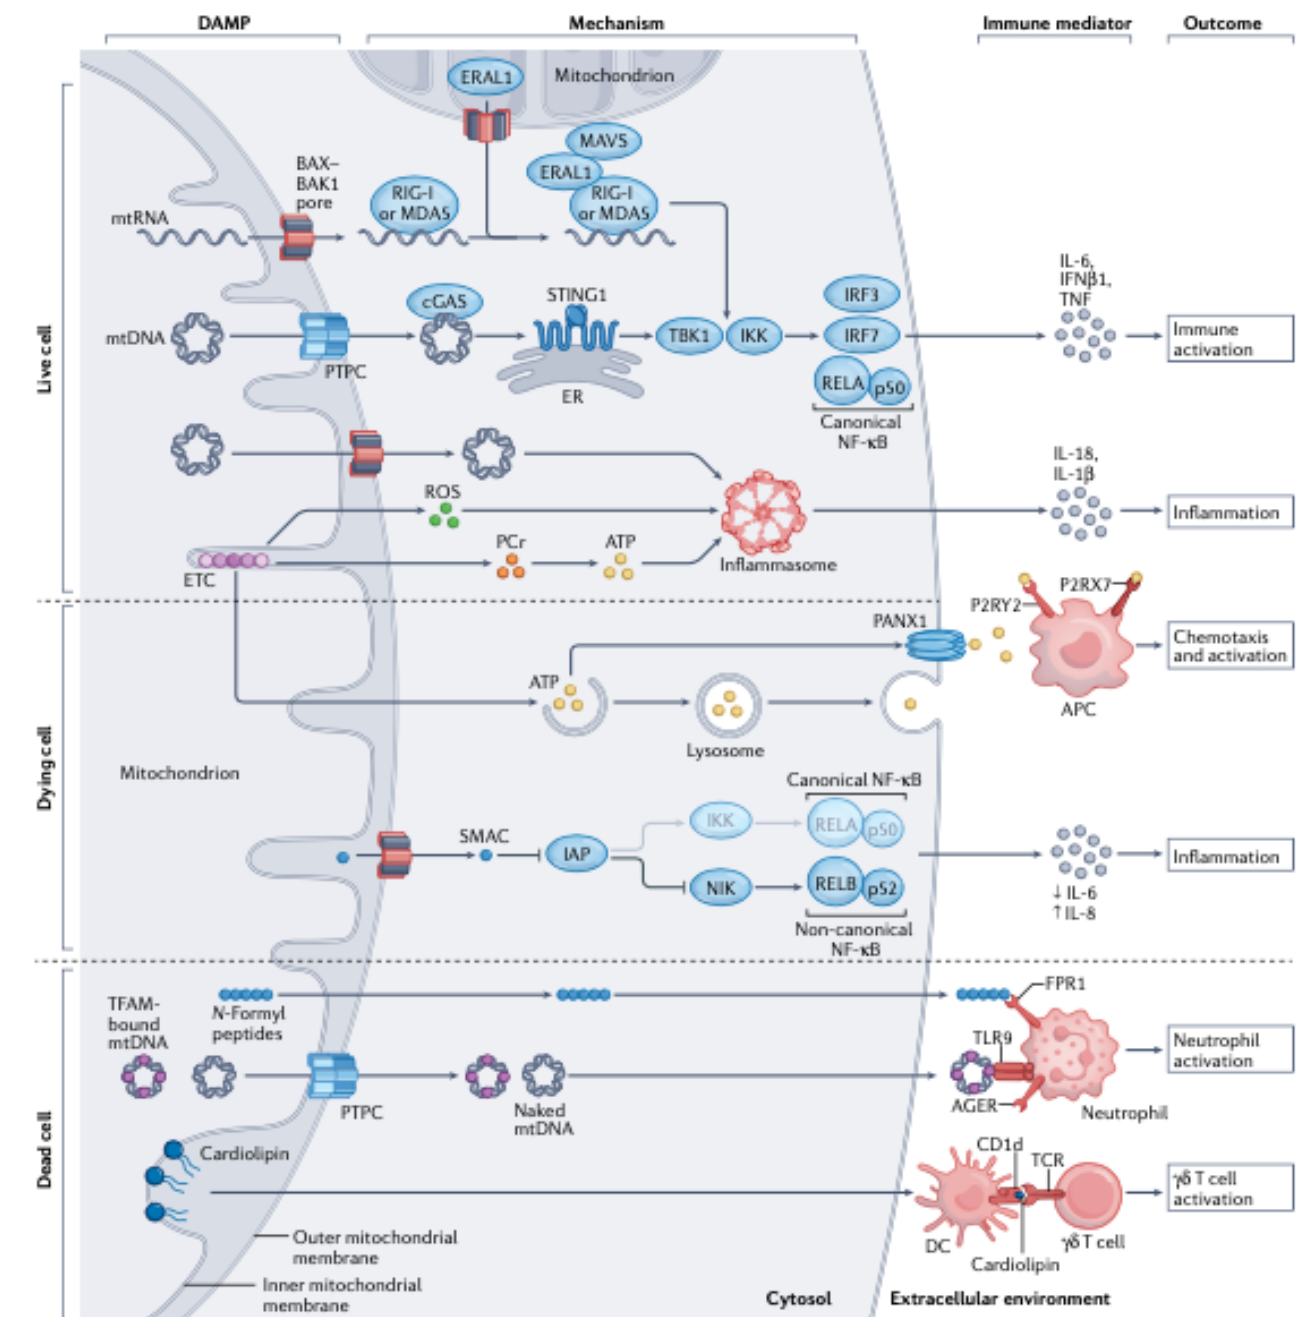 DAMP
Mechanism
Immune mediator
Outcome
Live cell
ERAL1
Mitochondrion
MAVS
ERAL1
RIG-I
or MDA5
BAX–
BAK1
pore
RIG-I
or MDA5
mtRNA
mtDNA
PTPC
cGAS
STING1
ER
TBK1
IKK
IRF3
IRF7
RELA
p50
Canonical
NF-κB
IL-6,
IFNβ1,
TNF
Immune
activation
ROS
PCr
ATP
ETC
Inflammasome
IL-18,
IL-1β
Inflammation
Dying cell
PANX1
P2RY2
P2RX7
APC
Chemotaxis
and activation
ATP
Lysosome
Mitochondrion
SMAC
IAP
IKK
NIK
Canonical NF-κB
RELA
p50
RELB
p52
Non-canonical
NF-κB
↓ IL-6
↑ IL-8
Inflammation
Dead cell
TFAM-
bound
mtDNA
N-Formyl
peptides
PTPC
Naked
mtDNA
FPR1
TLR9
AGER
Neutrophil
Neutrophil
activation
Cardiolipin
CD1d
TCR
DC
γδ T cell
Cardiolipin
γδ T cell
activation
Outer mitochondrial
membrane
Inner mitochondrial
membrane
Cytosol
Extracellular environment